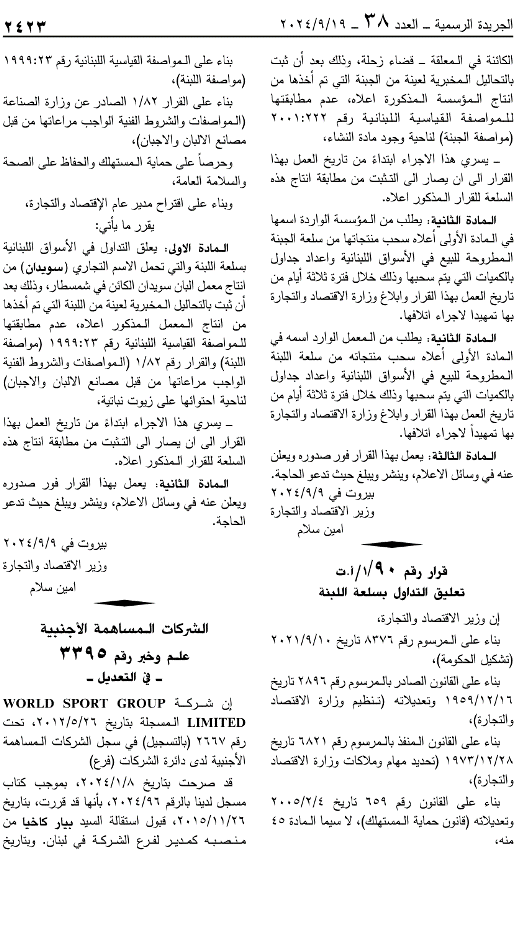 الجريدة الرسمية ـ العدد ٣٨ ـ ٢٠٢٤/٩/١٩
٢٤٢٣
الكائنة في المعلقة - قضاء زحلة، وذلك بعد أن ثبت
بالتحاليل المخبرية لعينة من الجبنة التي تم أخذها من
انتاج المؤسسة المذكورة اعلاه، عدم مطابقتها
للمواصفة القياسية اللبنانية رقم ٢٠٠١:٢٢٢
(مواصفة الجبنة) لناحية وجود مادة النشاء،
ـ يسري هذا الاجراء ابتداءً من تاريخ العمل بهذا
القرار الى ان يصار الى التثبت من مطابقة انتاج هذه
السلعة للقرار المذكور اعلاه.
المادة الثانية: يطلب من المؤسسة الواردة اسمها
في المادة الأولى أعلاه سحب منتجاتها من سلعة الجبنة
المطروحة للبيع في الأسواق اللبنانية واعداد جداول
بالكميات التي يتم سحبها وذلك خلال فترة ثلاثة أيام من
تاريخ العمل بهذا القرار وابلاغ وزارة الاقتصاد والتجارة
بها تمهيداً لاجراء اتلافها.
المادة الثانية: يطلب من المعمل الوارد اسمه في
المادة الأولى أعلاه سحب منتجاته من سلعة اللبنة
المطروحة للبيع في الأسواق اللبنانية واعداد جداول
بالكميات التي يتم سحبها وذلك خلال فترة ثلاثة أيام من
تاريخ العمل بهذا القرار وابلاغ وزارة الاقتصاد والتجارة
بها تمهيداً لاجراء اتلافها.
المادة الثالثة: يعمل بهذا القرار فور صدوره ويعلن
عنه في وسائل الاعلام، وينشر ويبلغ حيث تدعو الحاجة.
بيروت في ٢٠٢٤/٩/٩
وزير الاقتصاد والتجارة
امين سلام
قرار رقم ١/٩٠/أ.ت
تعليق التداول بسلعة اللبنة
إن وزير الاقتصاد والتجارة،
بناء على المرسوم رقم ٨٣٧٦ تاريخ ٢٠٢١/٩/١٠
(تشكيل الحكومة)،
بناء على القانون الصادر بالمرسوم رقم ٢٨٩٦ تاريخ
١٩٥٩/١٢/١٦ وتعديلاته (تنظيم وزارة الاقتصاد
والتجارة)،
بناء على القانون المنفذ بالمرسوم رقم ٦٨٢١ تاريخ
١٩٧٣/١٢/٢٨ (تحديد مهام وملاكات وزارة الاقتصاد
والتجارة)،
بناء على القانون رقم ٦٥٩ تاريخ ٢٠٠٥/٢/٤
وتعديلاته (قانون حماية المستهلك)، لا سيما المادة ٤٥
منه،
بناء على المواصفة القياسية اللبنانية رقم ١٩٩٩:٢٣
(مواصفة اللبنة)،
بناء على القرار ١/٨٢ الصادر عن وزارة الصناعة
(المواصفات والشروط الفنية الواجب مراعاتها من قبل
مصانع الالبان والاجبان)،
وحرصاً على حماية المستهلك والحفاظ على الصحة
والسلامة العامة،
وبناء على اقتراح مدير عام الإقتصاد والتجارة،
يقرر ما يأتي:
المادة الاولى: يعلق التداول في الأسواق اللبنانية
بسلعة اللبنة والتي تحمل الاسم التجاري (سويدان) من
انتاج معمل البان سويدان الكائن في شمسطار، وذلك بعد
أن ثبت بالتحاليل المخبرية لعينة من اللبنة التي تم أخذها
من انتاج المعمل المذكور اعلاه، عدم مطابقتها
للمواصفة القياسية اللبنانية رقم ١٩٩٩:٢٣ (مواصفة
اللبنة) والقرار رقم ١/٨٢ (المواصفات والشروط الفنية
الواجب مراعاتها من قبل مصانع الالبان والاجبان)
لناحية احتوائها على زيوت نباتية،
ـ يسري هذا الاجراء ابتداءً من تاريخ العمل بهذا
القرار الى ان يصار الى التثبت من مطابقة انتاج هذه
السلعة للقرار المذكور اعلاه.
المادة الثانية: يعمل بهذا القرار فور صدوره
ويعلن عنه في وسائل الاعلام، وينشر ويبلغ حيث تدعو
الحاجة.
بيروت في ٢٠٢٤/٩/٩
وزير الاقتصاد والتجارة
امين سلام
الشركات المساهمة الأجنبية
علم وخبر رقم ٣٣٩٥
ـ في التعديل ـ
إن شركة WORLD SPORT GROUP
LIMITED المسجلة بتاريخ ٢٠١٢/٥/٢٦، تحت
رقم ٢٦٦٧ (بالتسجيل) في سجل الشركات المساهمة
الأجنبية لدى دائرة الشركات (فرع)
قد صرحت بتاريخ ٢٠٢٤/١/٨، بموجب كتاب
مسجل لدينا بالرقم ٢٠٢٤/٩٦، بأنها قد قررت، بتاريخ
٢٠١٥/١١/٢٦، قبول استقالة السيد بيار كاخيا من
منصبه كمدير لفرع الشركة في لبنان. وبتاريخ